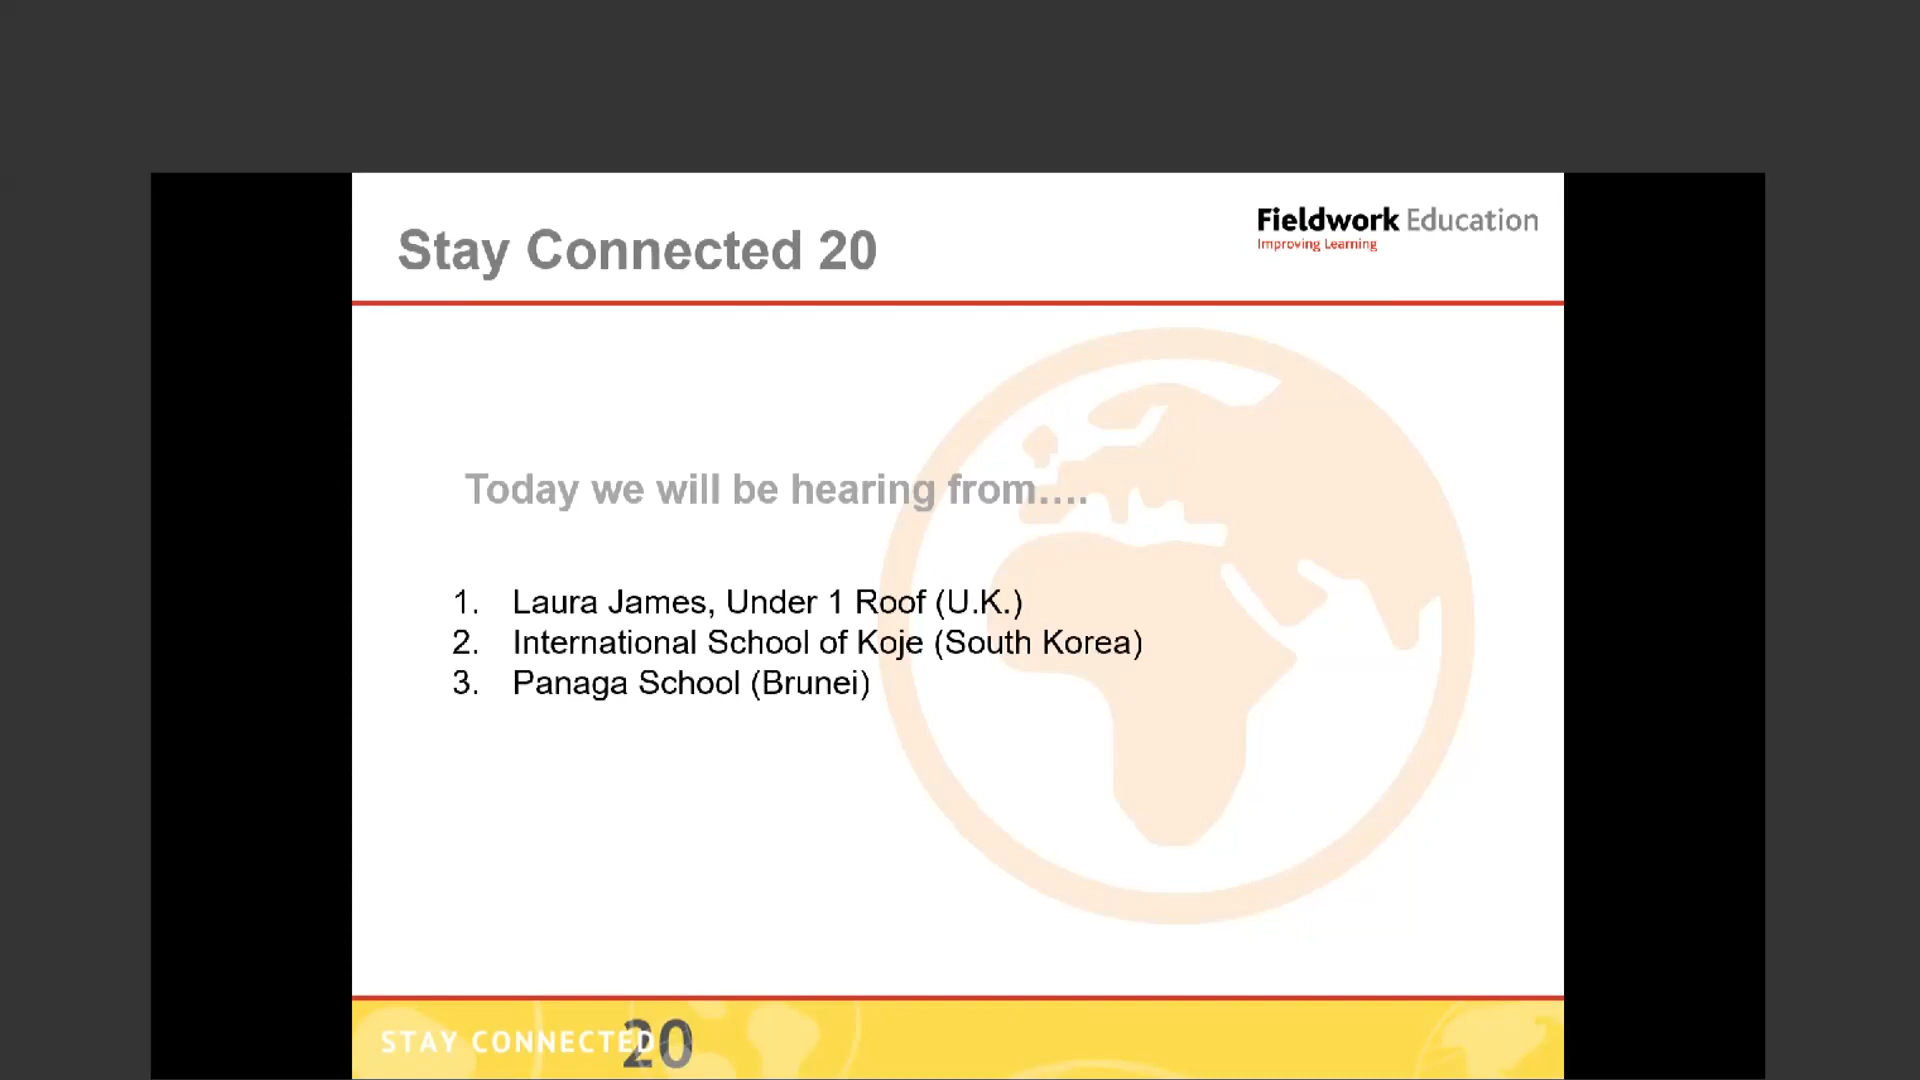 Stay Connected 20
Fieldwork Education
Improving Learning
Today we will be hearing from....
1. Laura James, Under 1 Roof (U.K.)
2. International School of Koje (South Korea)
3. Panaga School (Brunei)
STAY CONNECTED 20